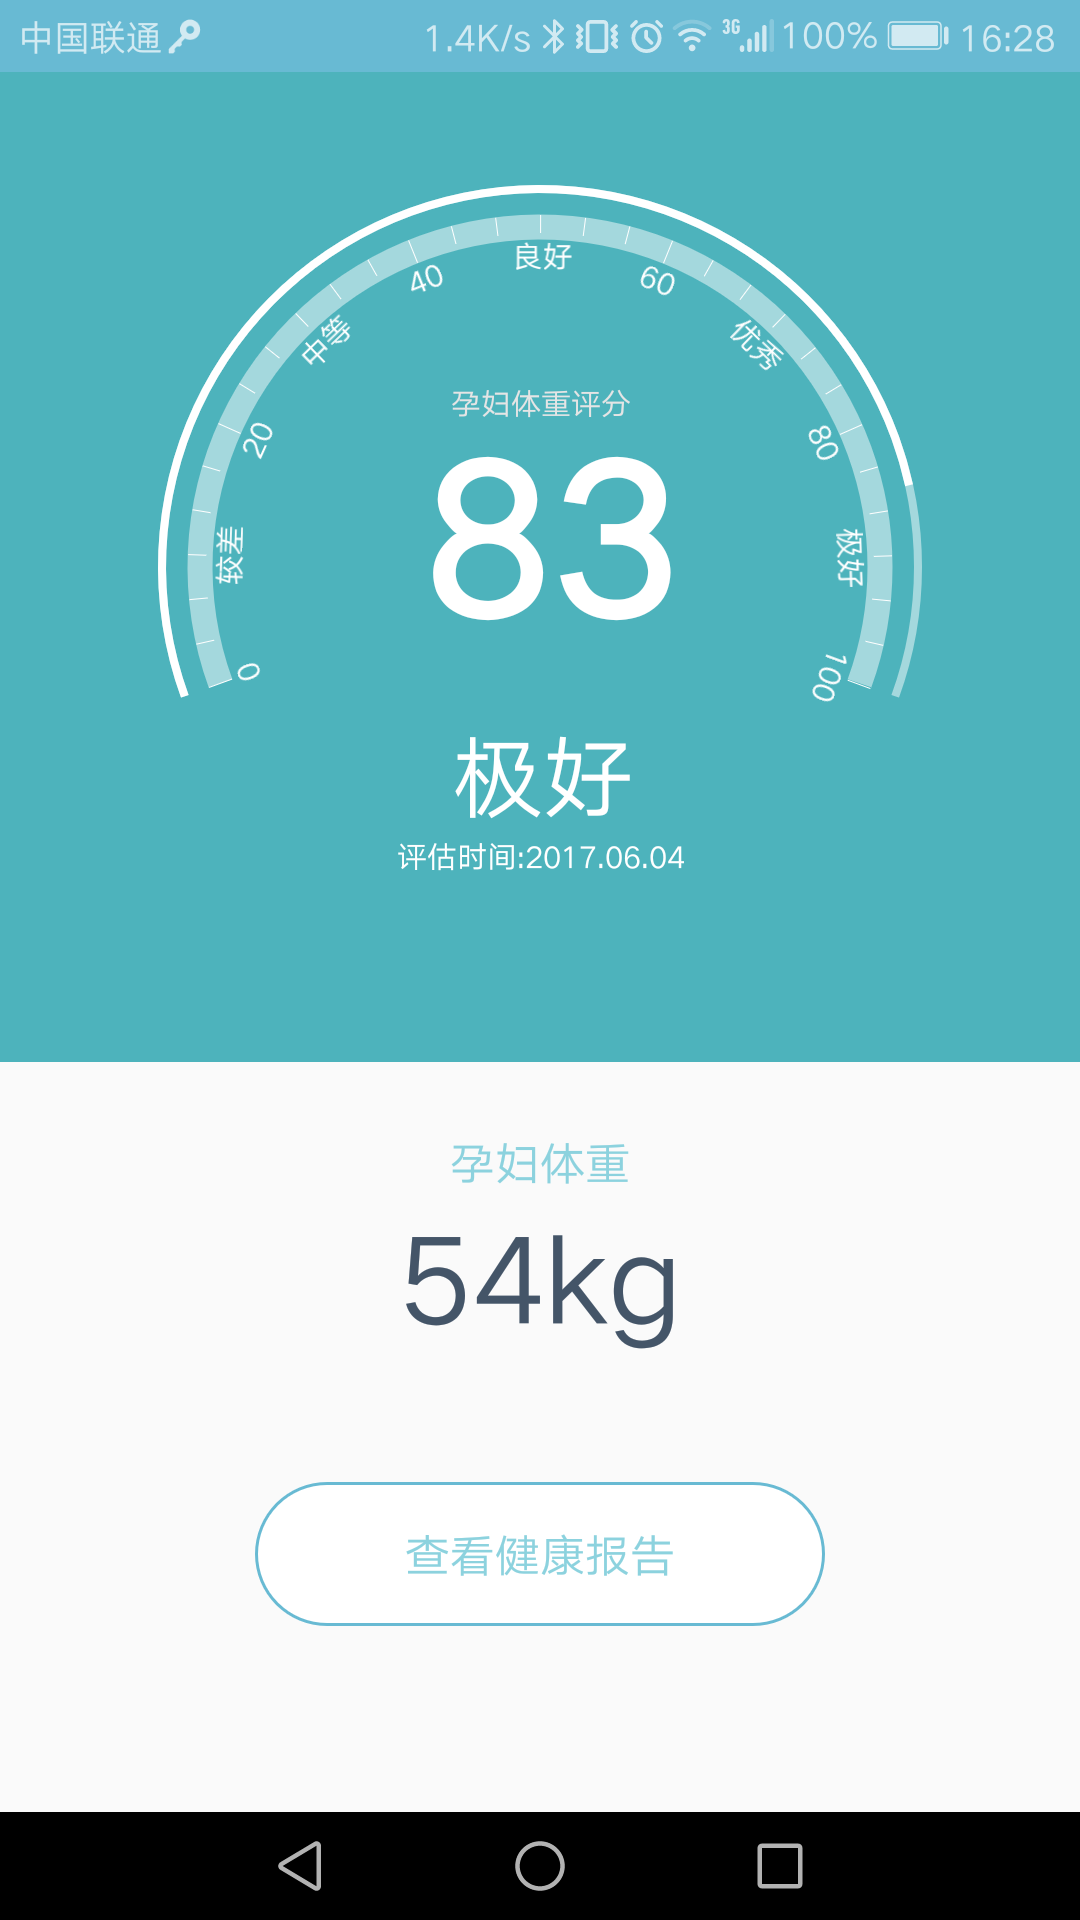 中国联通 1.4K/s 3G 100% 16:28
良好
40 60
中等 优秀
孕妇体重评分
20 80
83
较差 极好
0 100
极好
评估时间:2017.06.04
孕妇体重
54kg
查看健康报告